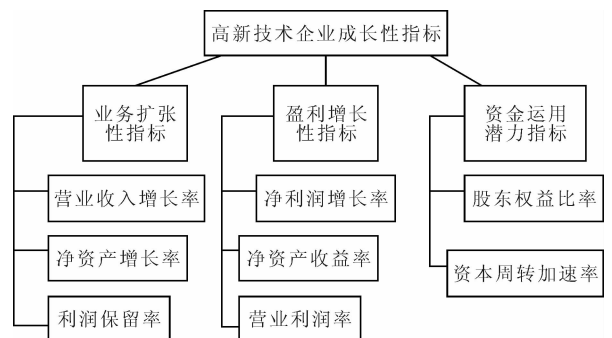 高新技术企业成长性指标
业务扩张
性指标
营业收入增长率
净资产增长率
利润保留率
盈利增长
性指标
净利润增长率
净资产收益率
营业利润率
资金运用
潜力指标
股东权益比率
资本周转加速率